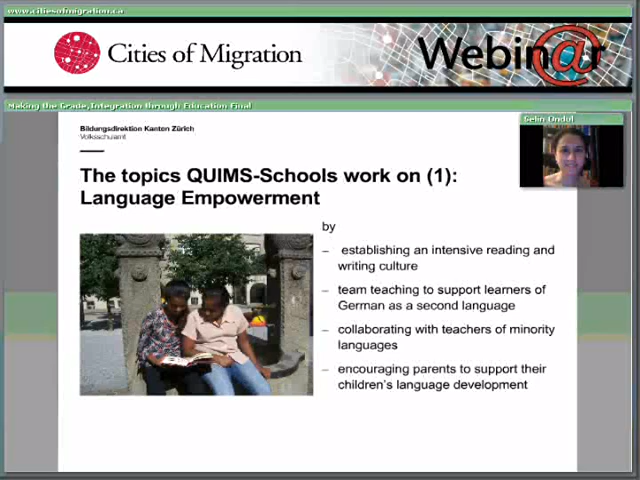 www.citiesofmigration.ca
Cities of Migration
Webin@r
Making the Grade,Integration through Education Final
Selin Öndül
Bildungsdirektion Kanton Zürich
Volksschulamt
The topics QUIMS-Schools work on (1):
Language Empowerment
by
– establishing an intensive reading and
writing culture
– team teaching to support learners of
German as a second language
– collaborating with teachers of minority
languages
– encouraging parents to support their
children's language development